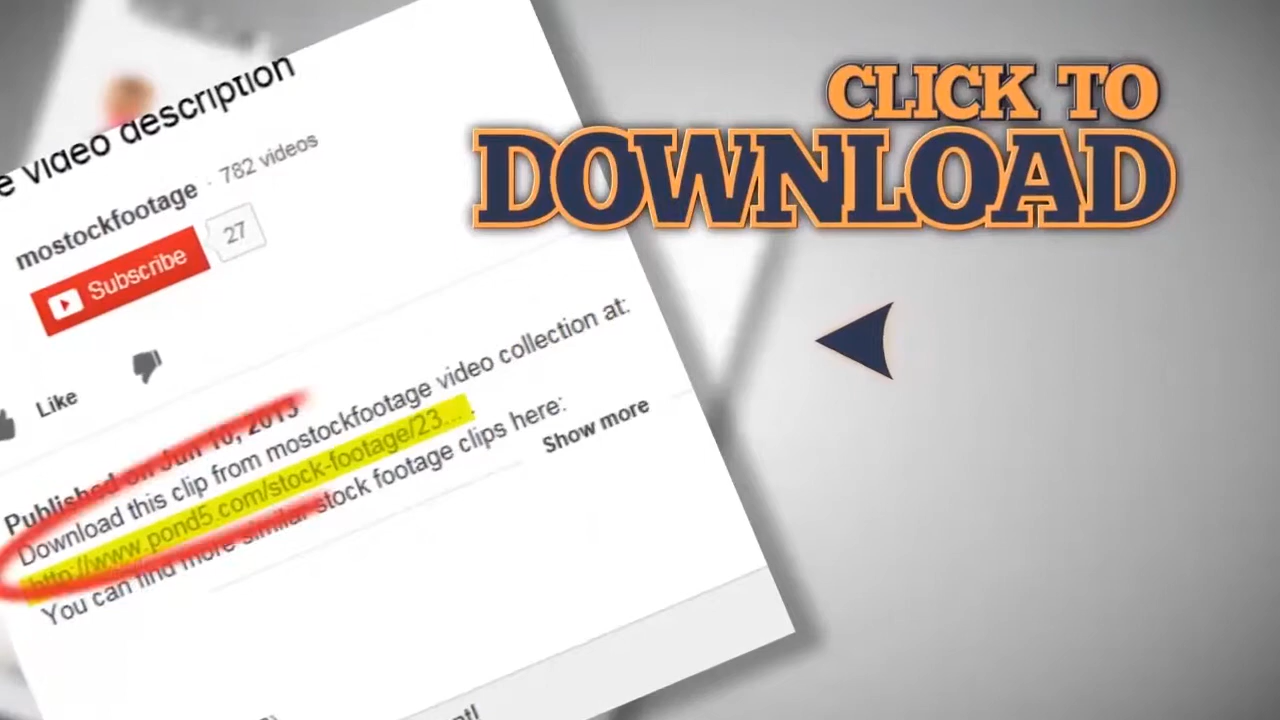 CLICK TO
DOWNLOAD
e video description
mostockfootage · 782 videos
Subscribe
27
Like
Published on Jun 10, 2013
Download this clip from mostockfootage video collection at:
http://www.pond5.com/stock-footage/23... .
You can find more similar stock footage clips here:
Show more